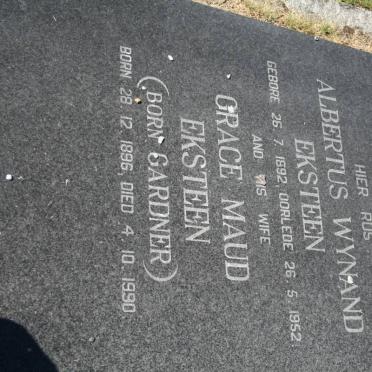 HIER RUS
ALBERTUS WYNAND
EKSTEEN
GEBORE 26.7.1892, OORLEDE 26.5.1952.
AND HIS WIFE
GRACE MAUD
EKSTEEN
(BORN GARDNER)
BORN 28.12.1896, DIED 4.10.1990